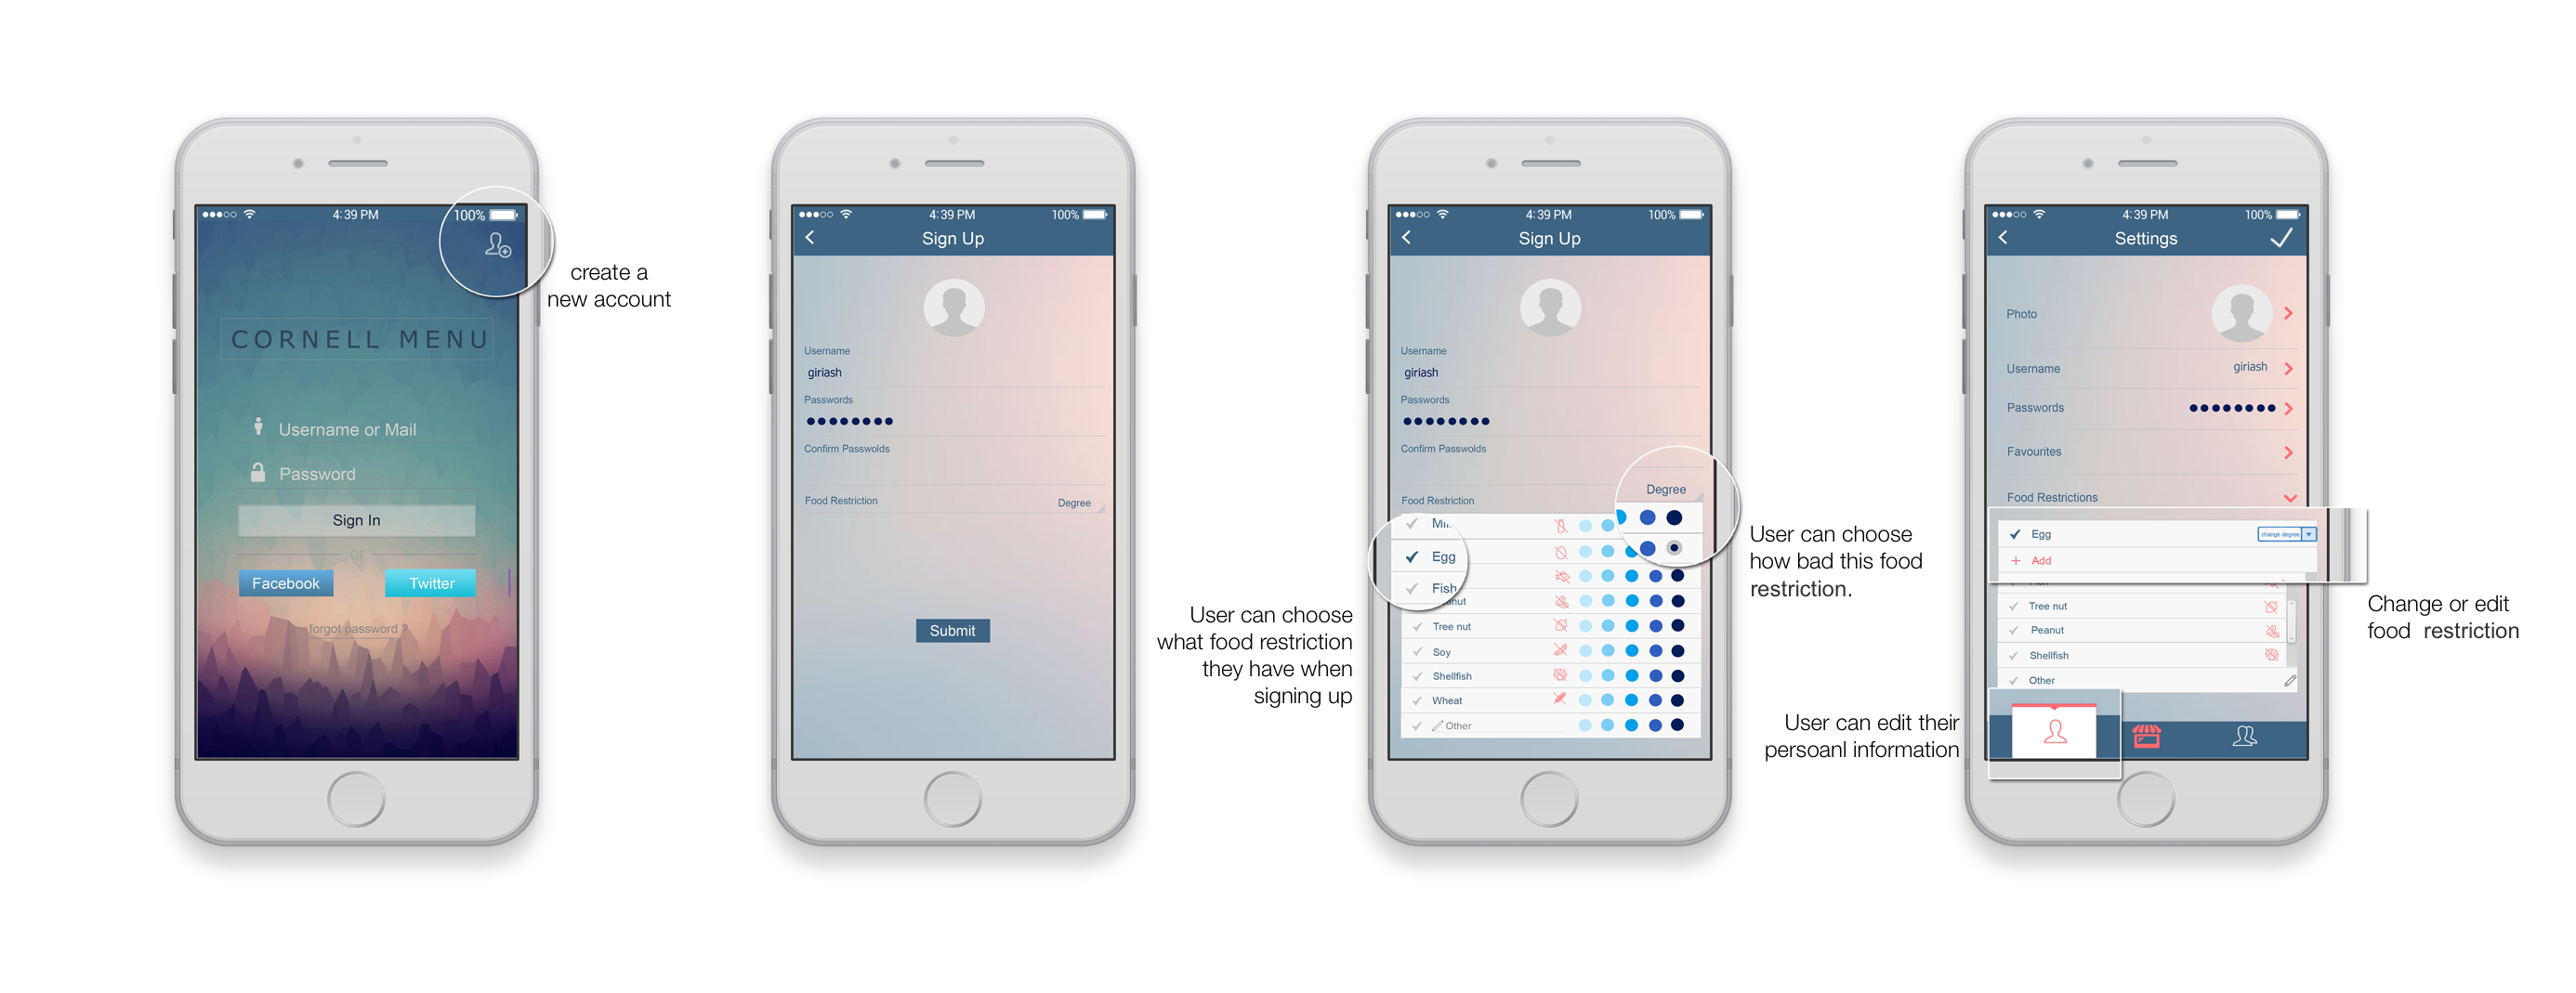 100%
4:39 PM
create a
new account
CORNELL MENU
Username or Mail
Password
Sign In
or
Facebook
Twitter
forgot password ?
4:39 PM
100%
Sign Up
Username
giriash
Passwords
Confirm Passwolds
Food Restriction
Degree
Submit
User can choose
what food restriction
they have when
signing up
4:39 PM
100%
Sign Up
Username
giriash
Passwords
Confirm Passwolds
Food Restriction
Degree
Egg
Fish
Tree nut
Soy
Shellfish
Wheat
Other
User can choose
how bad this food
restriction.
4:39 PM
100%
Settings
Photo
Username
giriash
Passwords
Favourites
Food Restrictions
Egg
change degree
Add
Tree nut
Peanut
Shellfish
Other
Change or edit
food restriction
User can edit their
persoanl information